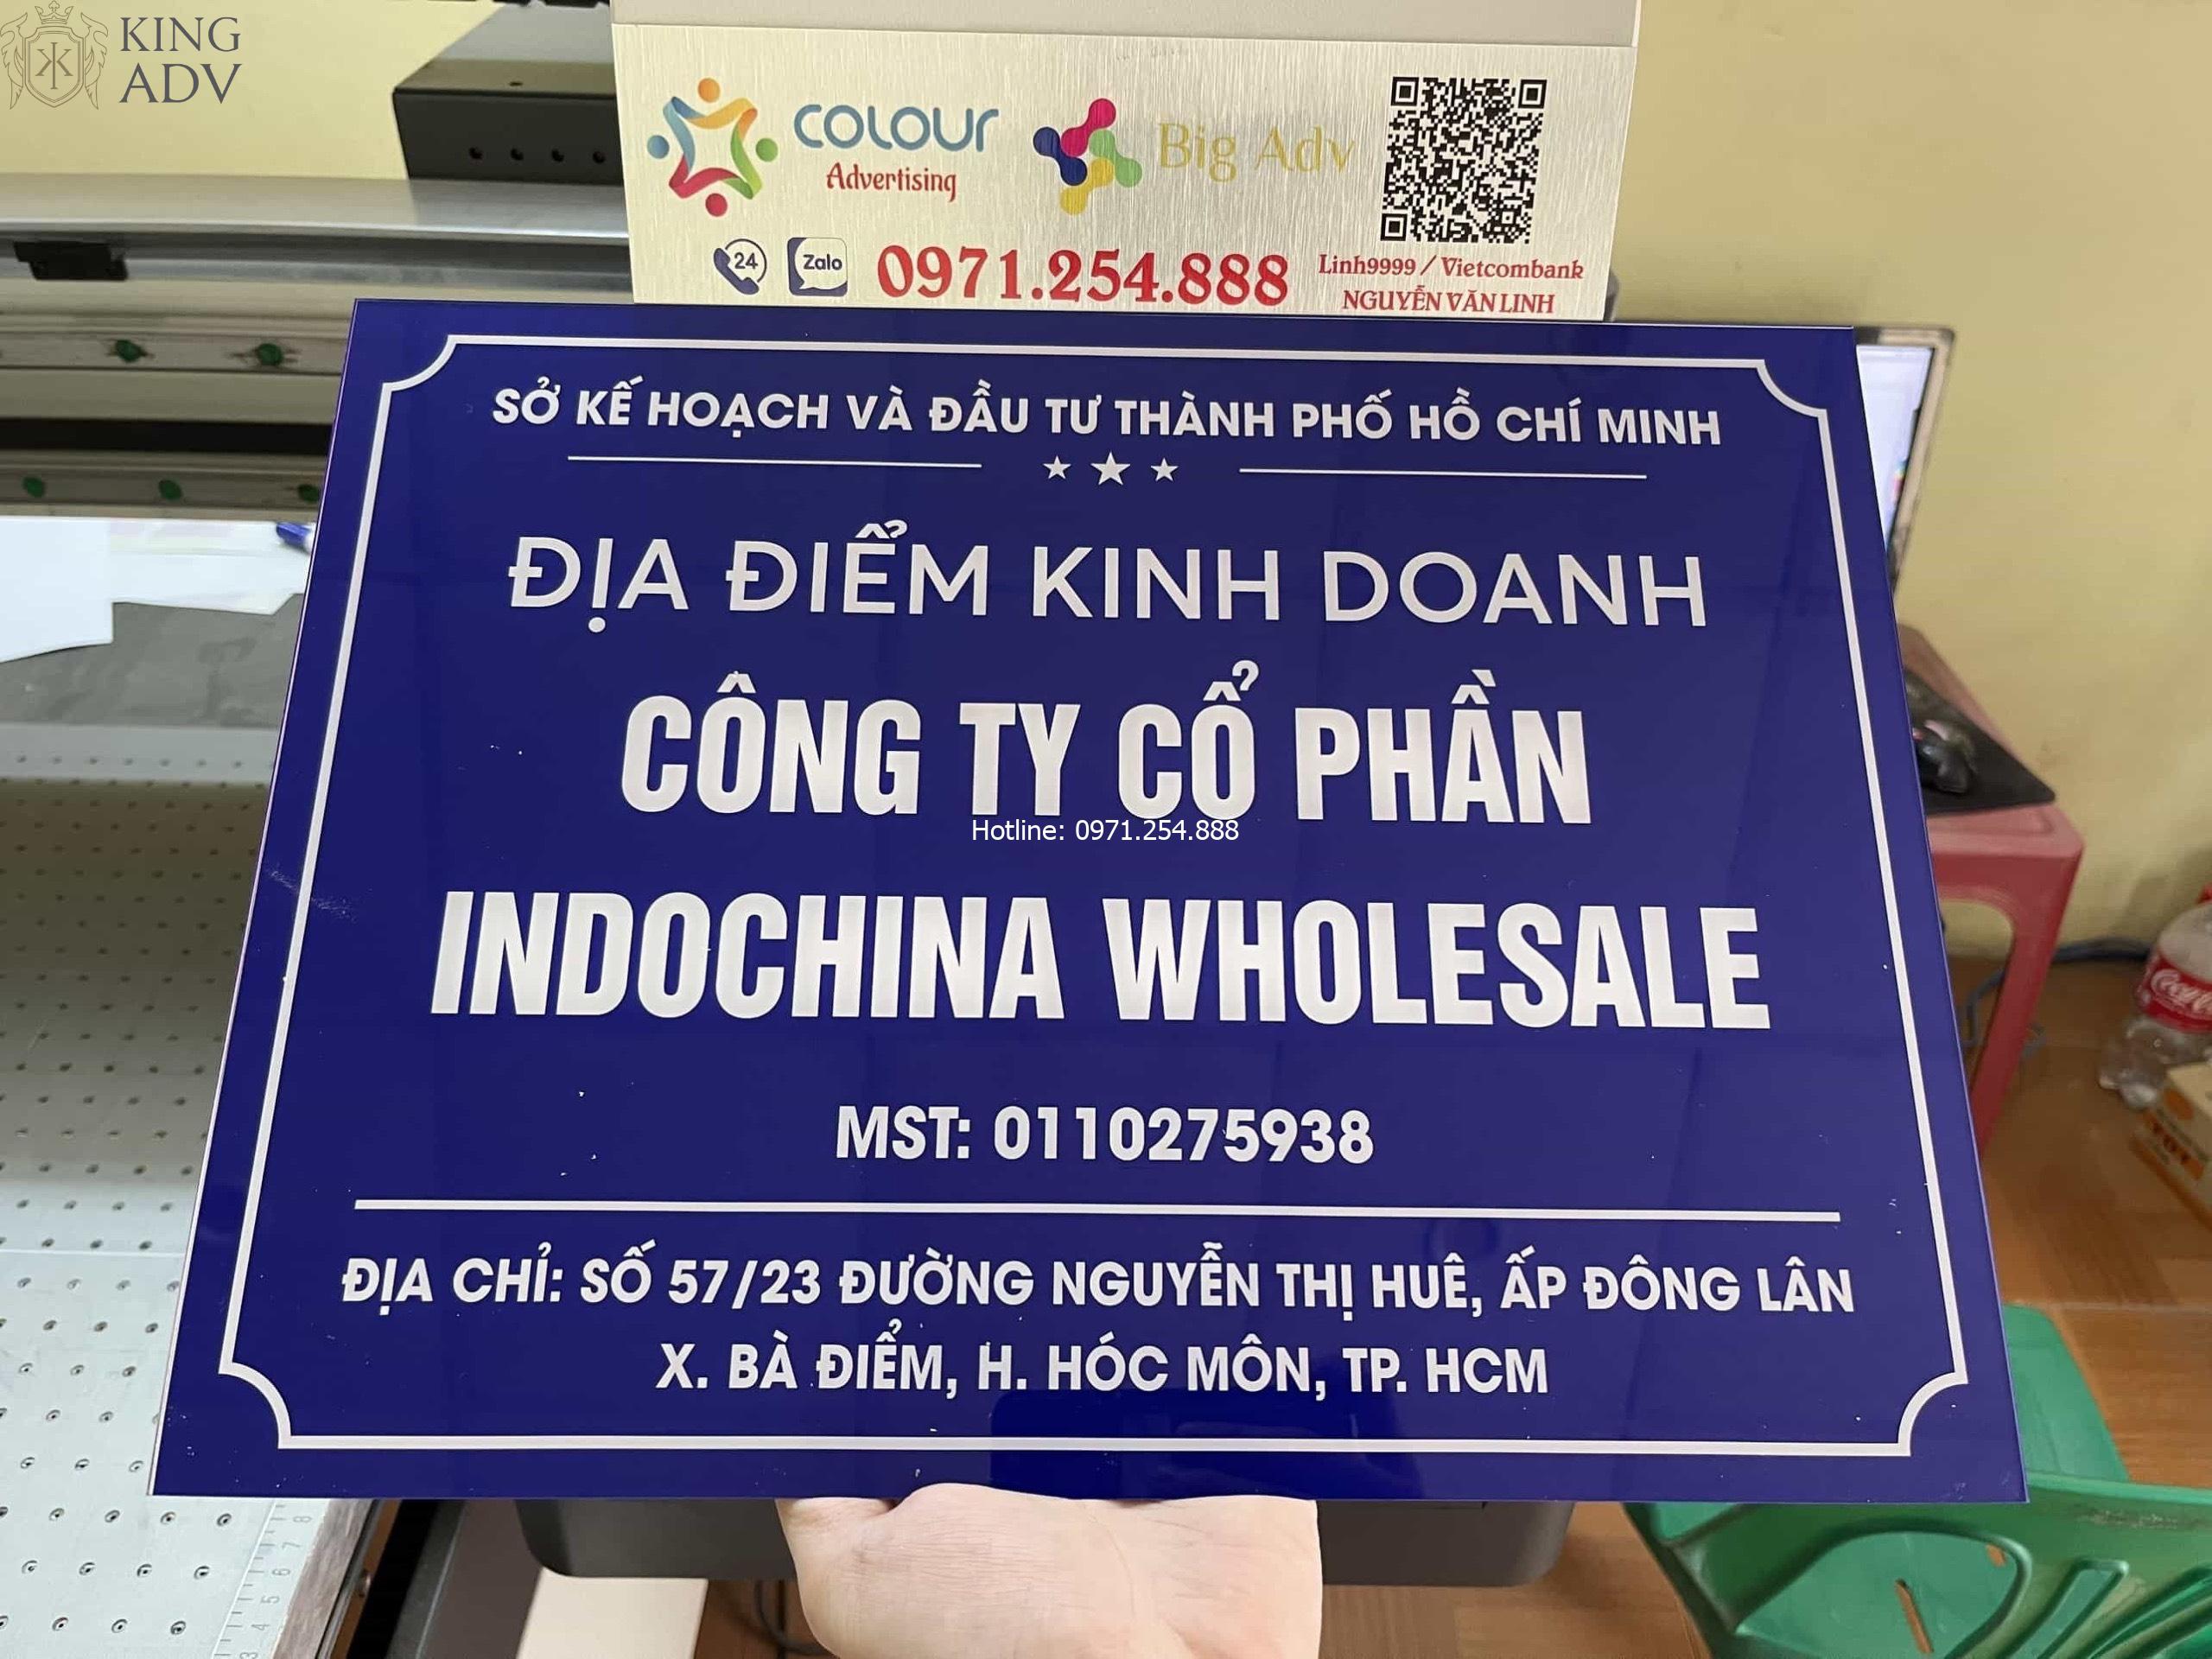 KING
ADV
COLOUR
Advertising
Big Adv
24
Zalo
0971.254.888
Linh9999 / Vietcombank
NGUYỄN VĂN LINH
SỞ KẾ HOẠCH VÀ ĐẦU TƯ THÀNH PHỐ HỒ CHÍ MINH
ĐỊA ĐIỂM KINH DOANH
CÔNG TY CỔ PHẦN
Hotline: 0971.254.888
INDOCHINA WHOLESALE
MST: 0110275938
ĐỊA CHỈ: SỐ 57/23 ĐƯỜNG NGUYỄN THỊ HUÊ, ẤP ĐÔNG LÂN
X. BÀ ĐIỂM, H. HÓC MÔN, TP. HCM